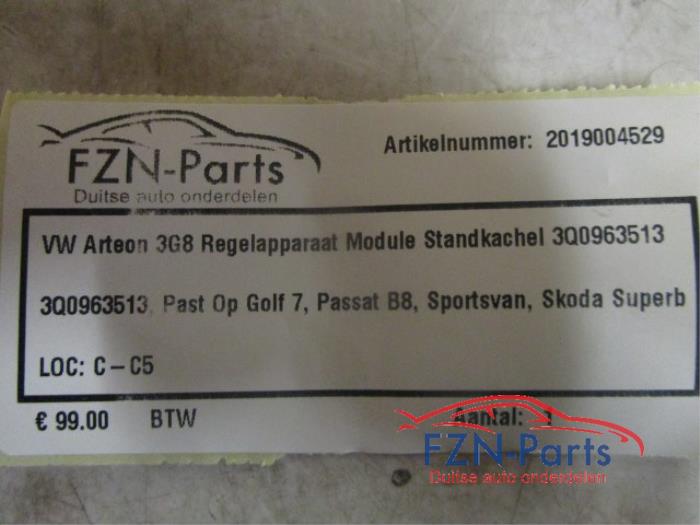 FZN-Parts
Duitse auto onderdelen
Artikelnummer: 2019004529
VW Arteon 3G8 Regelapparaat Module Standkachel 3Q0963513
3Q0963513, Past Op Golf 7, Passat B8, Sportsvan, Skoda Superb
LOC: C-C5
€ 99.00 BTW Aantal: 1
FZN-Parts
Duitse auto onderdelen